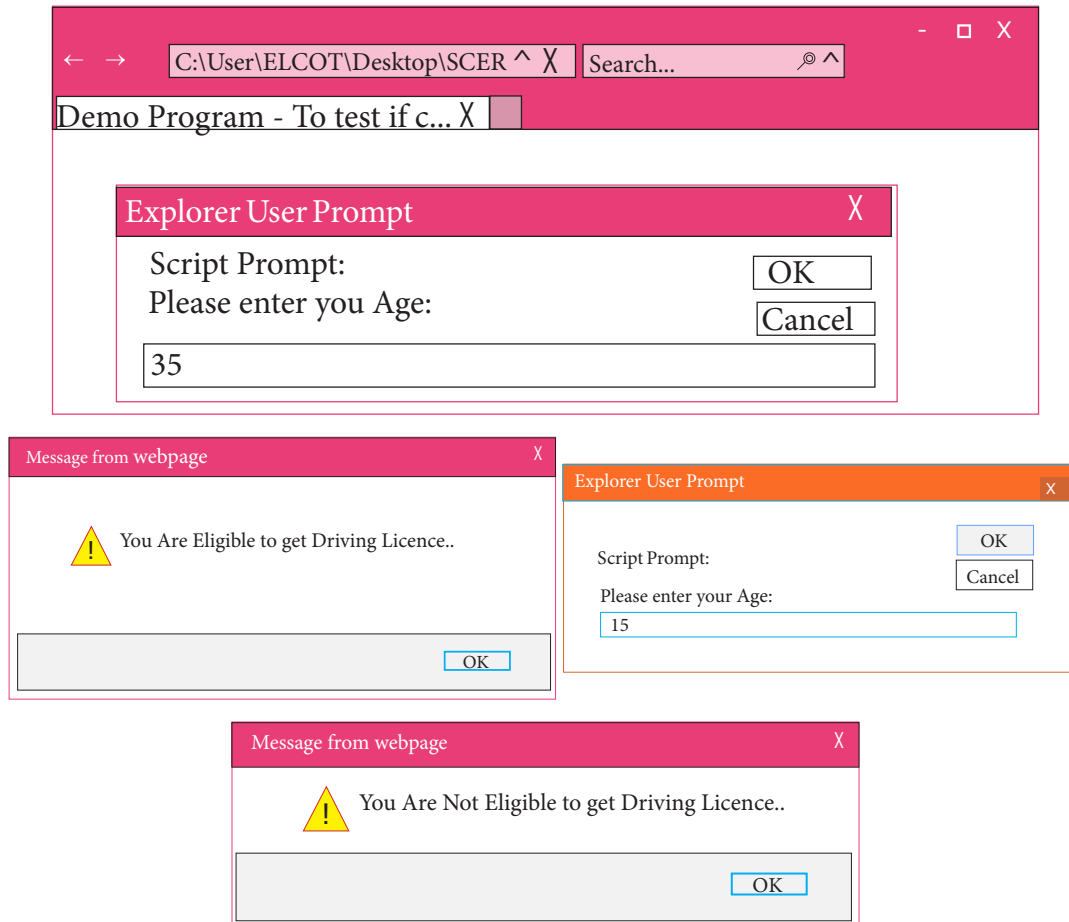 - □ X
← → C:\User\ELCOT\Desktop\SCER ^ X Search... ^
Demo Program - To test if c... X
Explorer User Prompt X
Script Prompt:
OK
Please enter you Age:
Cancel
35
Message from webpage X
! You Are Eligible to get Driving Licence..
OK
Explorer User Prompt X
OK
Script Prompt:
Cancel
Please enter your Age:
15
Message from webpage X
! You Are Not Eligible to get Driving Licence..
OK